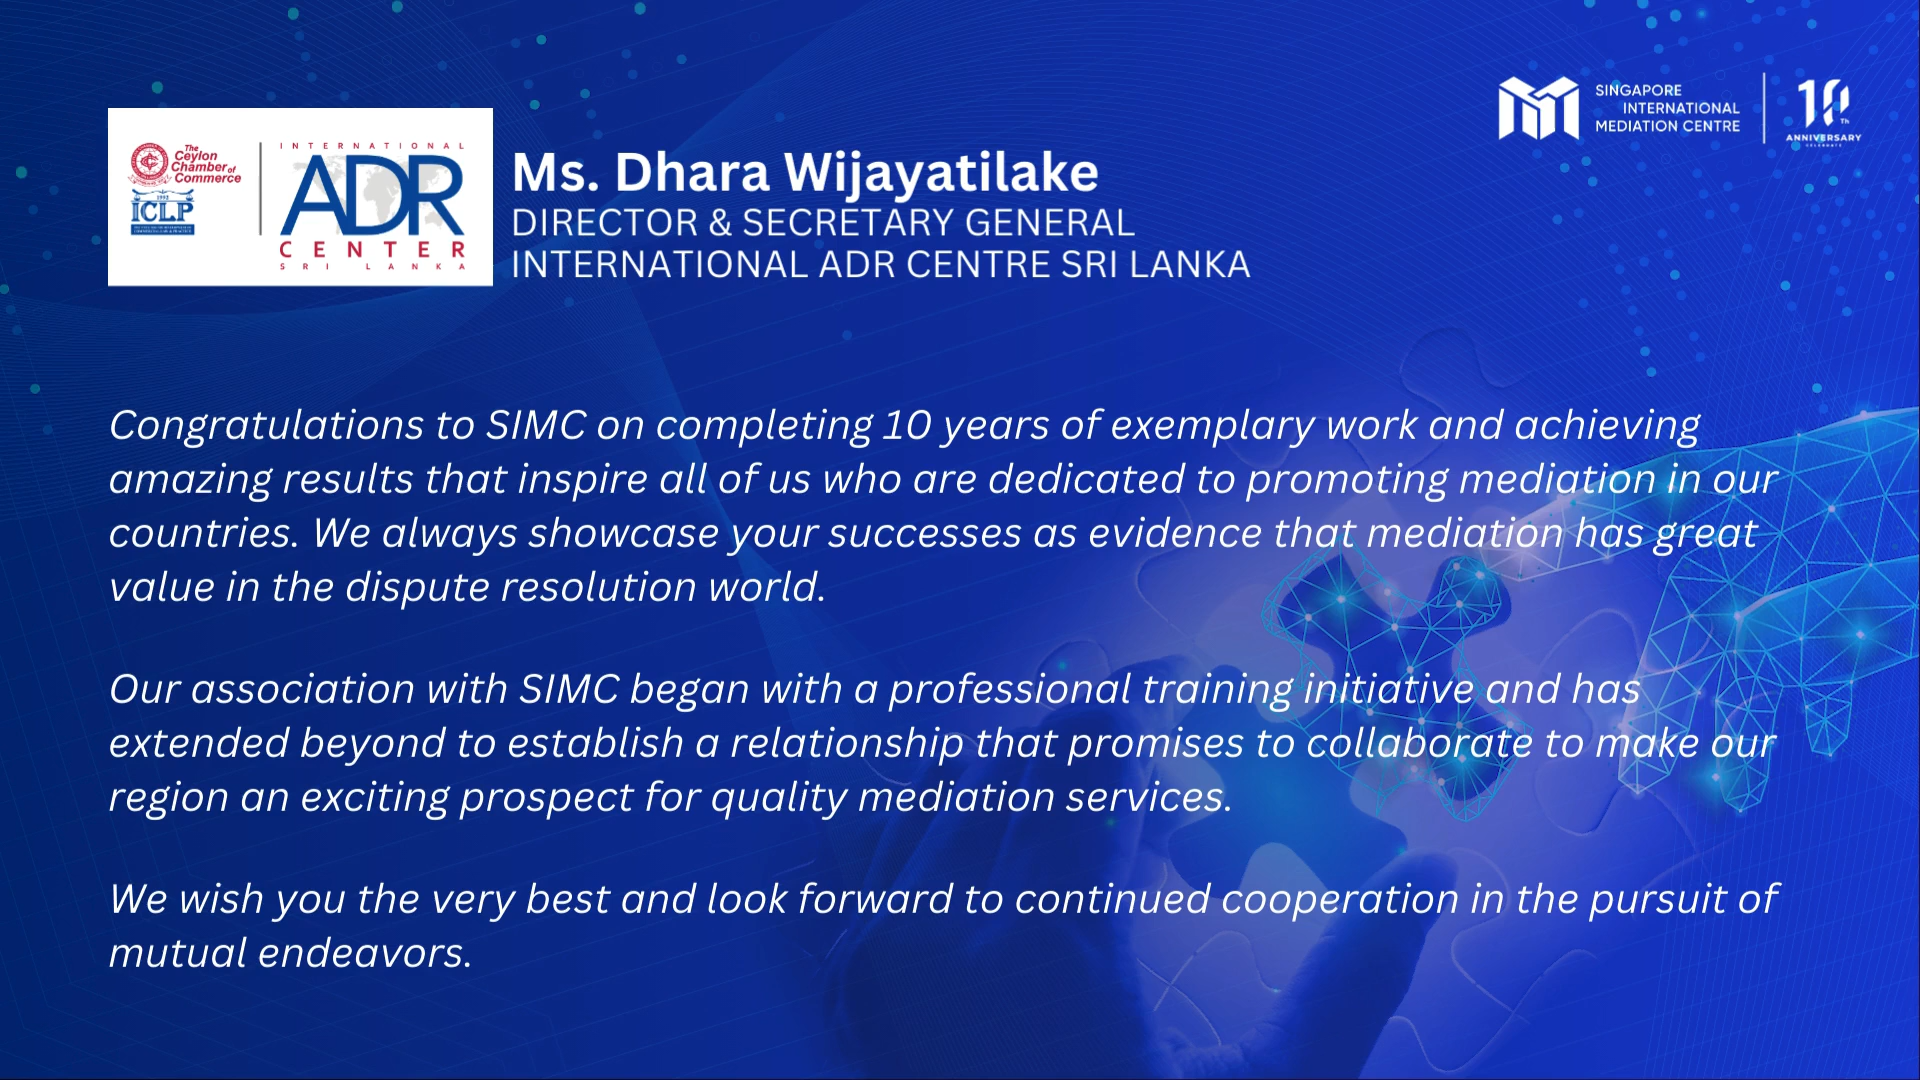 The
Ceylon
Chamber of
Commerce
1992
ICLP
INTERNATIONAL
ADR
CENTER
SRI LANKA
Ms. Dhara Wijayatilake
DIRECTOR & SECRETARY GENERAL
INTERNATIONAL ADR CENTRE SRI LANKA
SINGAPORE
INTERNATIONAL
MEDIATION CENTRE
10Th
ANNIVERSARY
CELEBRATE
Congratulations to SIMC on completing 10 years of exemplary work and achieving
amazing results that inspire all of us who are dedicated to promoting mediation in our
countries. We always showcase your successes as evidence that mediation has great
value in the dispute resolution world.
Our association with SIMC began with a professional training initiative and has
extended beyond to establish a relationship that promises to collaborate to make our
region an exciting prospect for quality mediation services.
We wish you the very best and look forward to continued cooperation in the pursuit of
mutual endeavors.